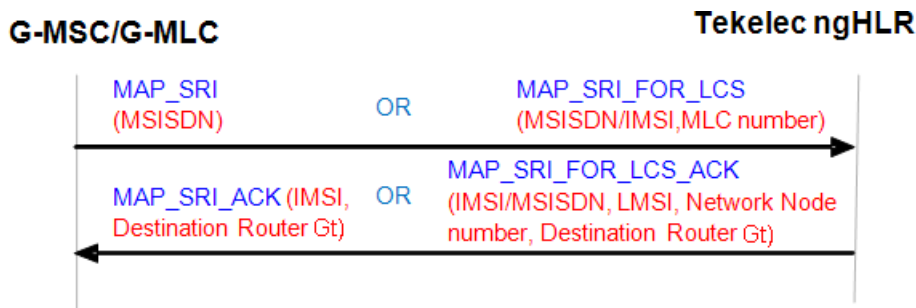 G-MSC/G-MLC
Tekelec ngHLR
MAP_SRI
(MSISDN)
OR
MAP_SRI_FOR_LCS
(MSISDN/IMSI,MLC number)
MAP_SRI_ACK (IMSI,
Destination Router Gt)
OR
MAP_SRI_FOR_LCS_ACK
(IMSI/MSISDN, LMSI, Network Node
number, Destination Router Gt)